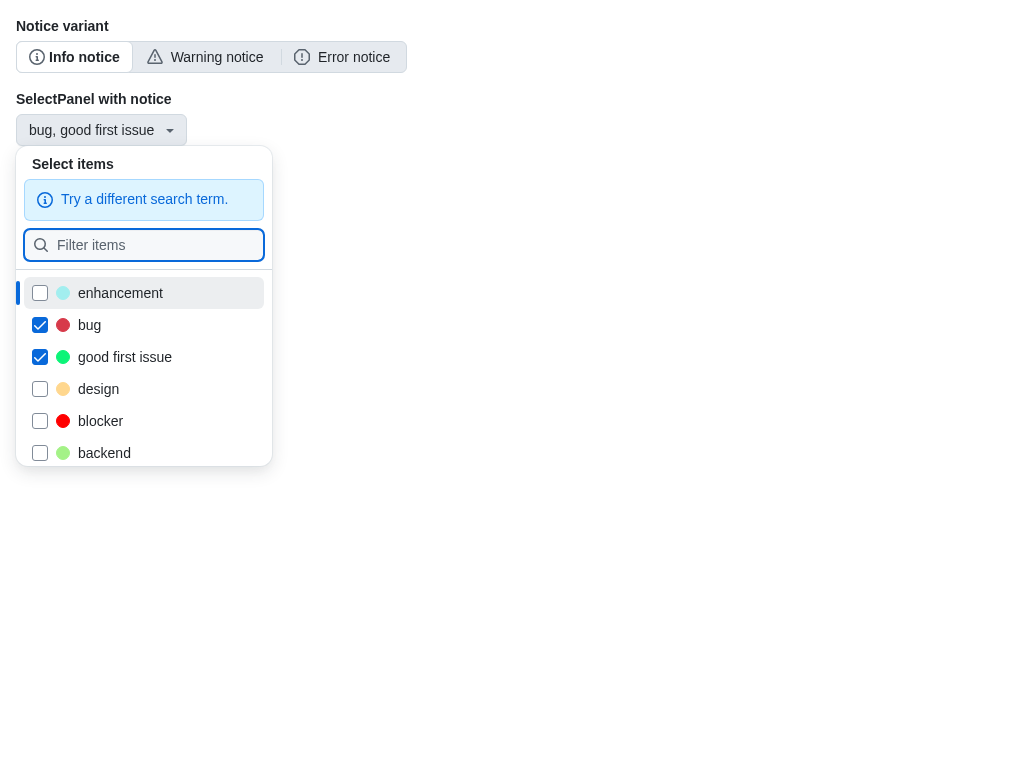 Notice variant
Info notice Warning notice Error notice
SelectPanel with notice
bug, good first issue
Select items
Try a different search term.
Filter items
enhancement
bug
good first issue
design
blocker
backend